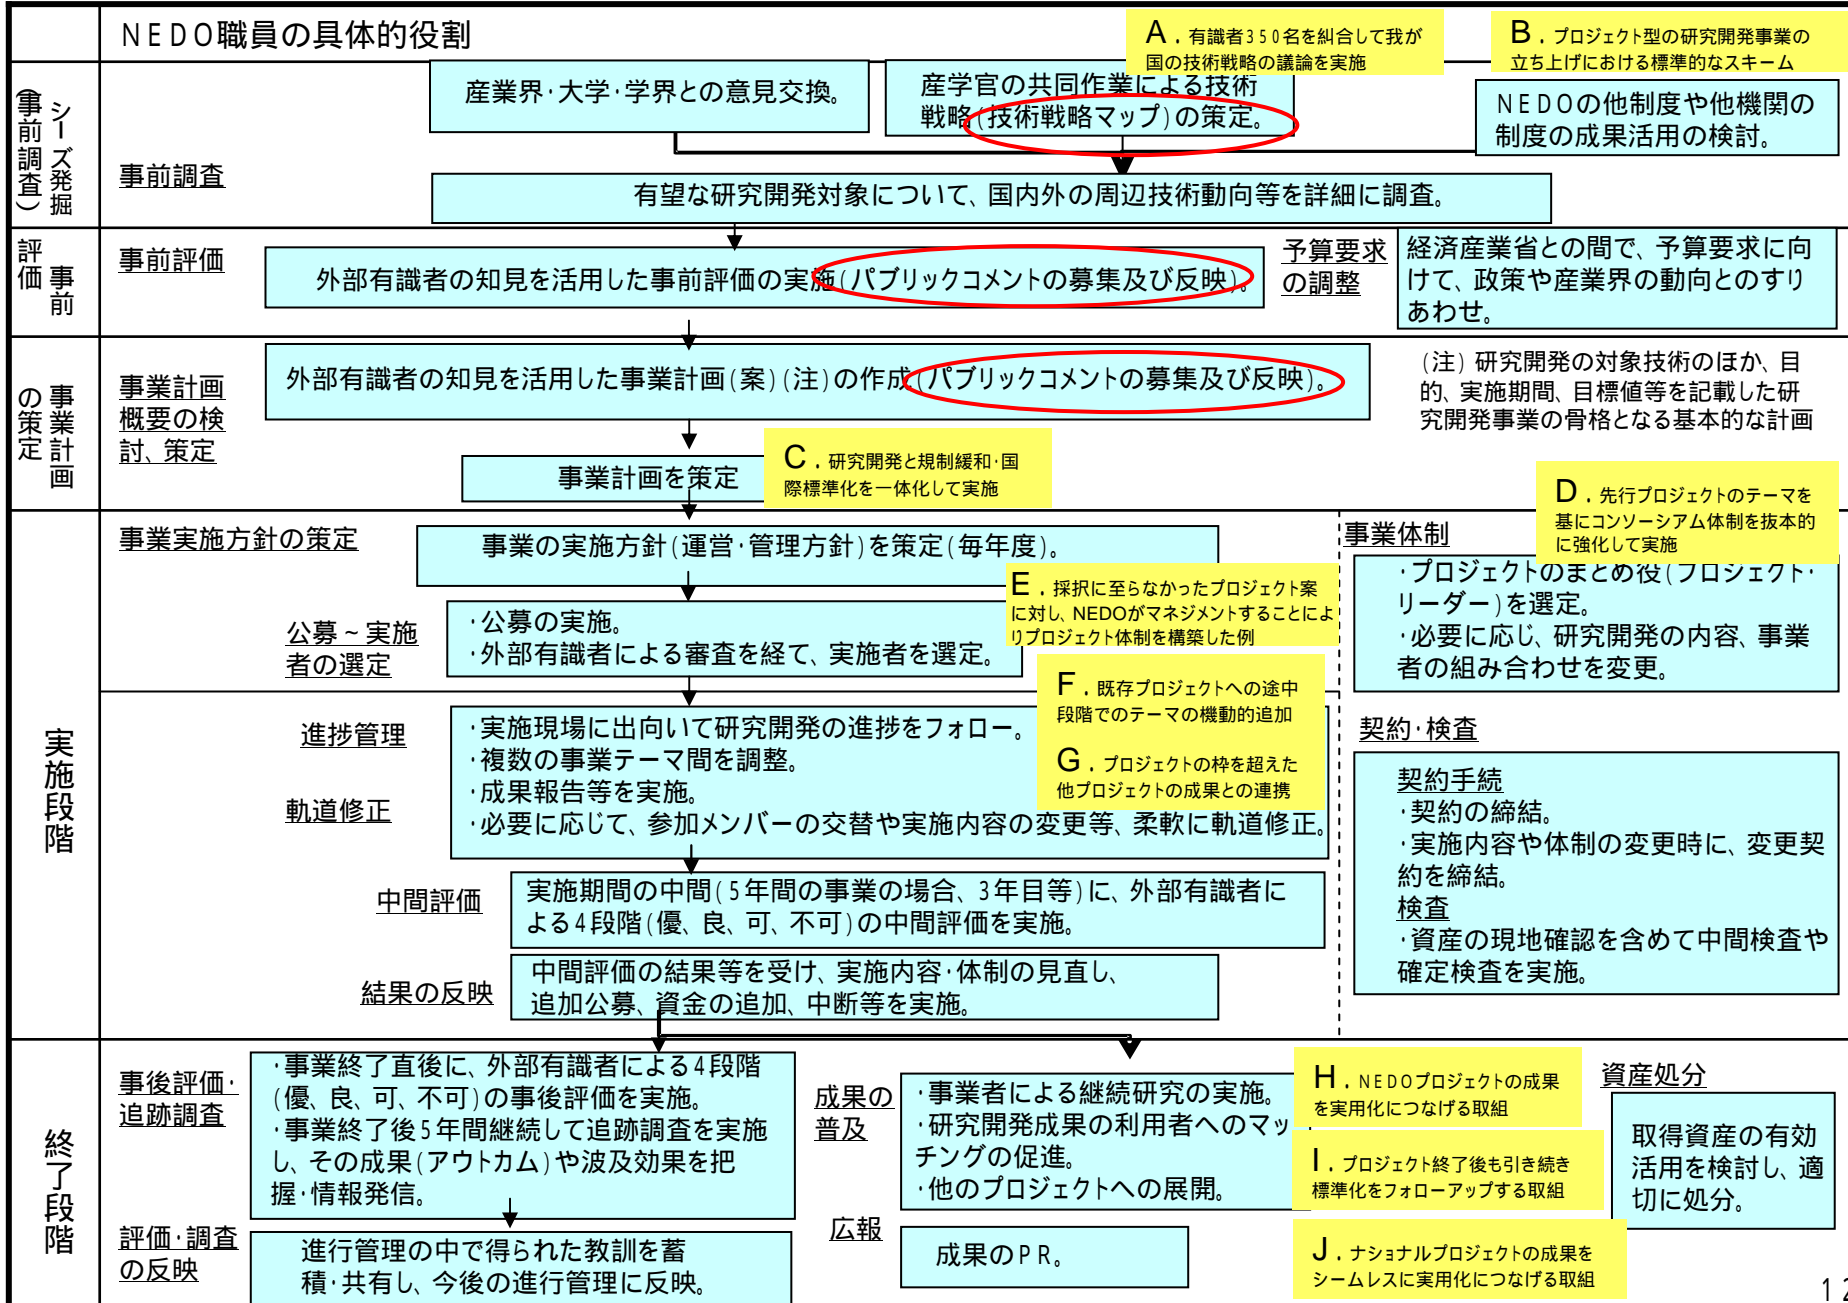 NEDO職員の具体的役割
A．有識者350名を糾合して我が
国の技術戦略の議論を実施
B．プロジェクト型の研究開発事業の
立ち上げにおける標準的なスキーム
シーズ発掘
(事前調査)
産業界・大学・学界との意見交換。
産学官の共同作業による技術
戦略(技術戦略マップ)の策定。
NEDOの他制度や他機関の
制度の成果活用の検討。
事前調査
有望な研究開発対象について、国内外の周辺技術動向等を詳細に調査。
事前
評価
事前評価
外部有識者の知見を活用した事前評価の実施(パブリックコメントの募集及び反映)。
予算要求
の調整
経済産業省との間で、予算要求に向
けて、政策や産業界の動向とのすり
あわせ。
事業計画
の策定
事業計画
概要の検
討、策定
外部有識者の知見を活用した事業計画(案)(注)の作成(パブリックコメントの募集及び反映)。
(注)研究開発の対象技術のほか、目
的、実施期間、目標値等を記載した研
究開発事業の骨格となる基本的な計画
事業計画を策定
C．研究開発と規制緩和・国
際標準化を一体化して実施
D．先行プロジェクトのテーマを
基にコンソーシアム体制を抜本的
に強化して実施
実施段階
事業実施方針の策定
事業の実施方針(運営・管理方針)を策定(毎年度)。
事業体制
・プロジェクトのまとめ役(プロジェクト・
リーダー)を選定。
・必要に応じ、研究開発の内容、事業
者の組み合わせを変更。
E．採択に至らなかったプロジェクト案
に対し、NEDOがマネジメントすることによ
りプロジェクト体制を構築した例
公募～実施
者の選定
・公募の実施。
・外部有識者による審査を経て、実施者を選定。
F．既存プロジェクトへの途中
段階でのテーマの機動的追加
G．プロジェクトの枠を超えた
他プロジェクトの成果との連携
進捗管理
軌道修正
・実施現場に出向いて研究開発の進捗をフォロー。
・複数の事業テーマ間を調整。
・成果報告等を実施。
・必要に応じて、参加メンバーの交替や実施内容の変更等、柔軟に軌道修正。
契約・検査
契約手続
・契約の締結。
・実施内容や体制の変更時に、変更契
約を締結。
検査
・資産の現地確認を含めて中間検査や
確定検査を実施。
中間評価
実施期間の中間(5年間の事業の場合、3年目等)に、外部有識者に
よる4段階(優、良、可、不可)の中間評価を実施。
結果の反映
中間評価の結果等を受け、実施内容・体制の見直し、
追加公募、資金の追加、中断等を実施。
終了段階
事後評価・
追跡調査
・事業終了直後に、外部有識者による4段階
(優、良、可、不可)の事後評価を実施。
・事業終了後5年間継続して追跡調査を実施
し、その成果(アウトカム)や波及効果を把
握・情報発信。
成果の
普及
・事業者による継続研究の実施。
・研究開発成果の利用者へのマッ
チングの促進。
・他のプロジェクトへの展開。
H．NEDOプロジェクトの成果
を実用化につなげる取組
I．プロジェクト終了後も引き続き
標準化をフォローアップする取組
資産処分
取得資産の有効
活用を検討し、適
切に処分。
評価・調査
の反映
進行管理の中で得られた教訓を蓄
積・共有し、今後の進行管理に反映。
広報
成果のPR。
J．ナショナルプロジェクトの成果を
シームレスに実用化につなげる取組
12